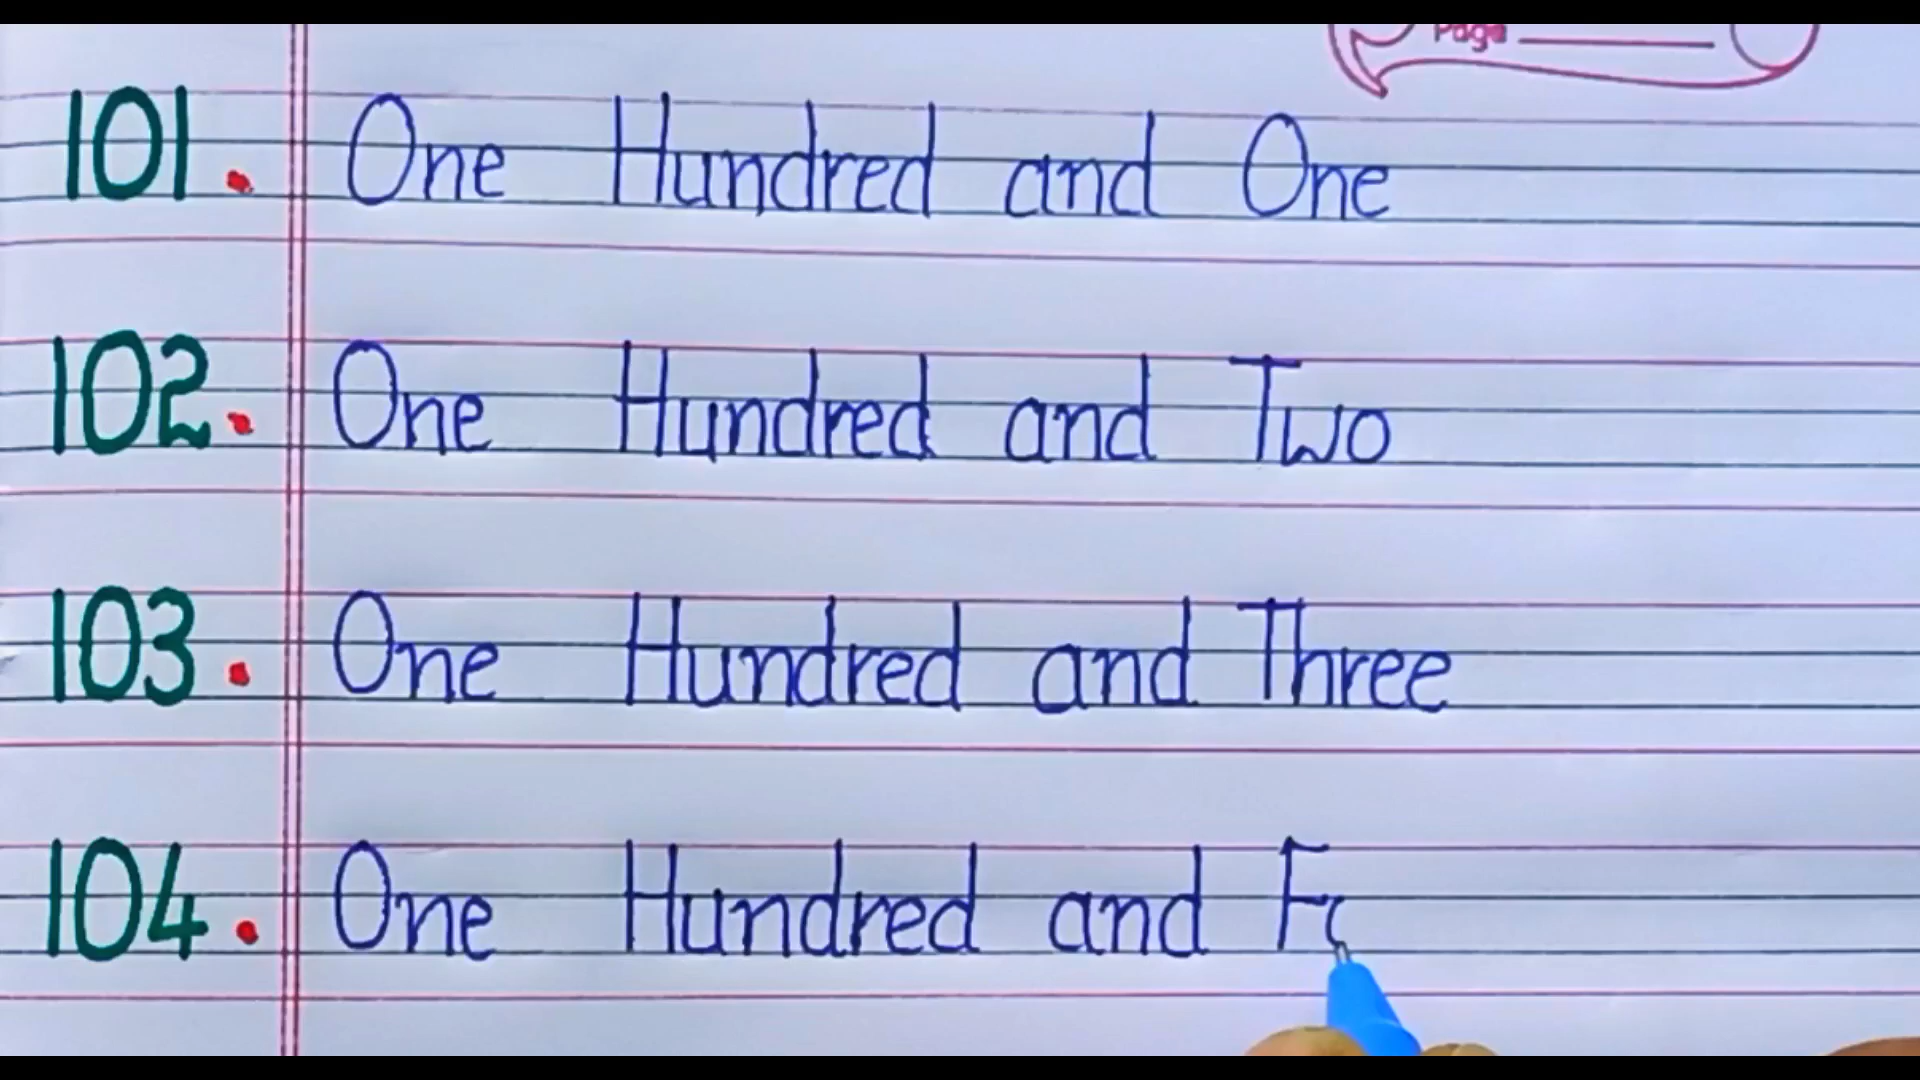 Page
101. One Hundred and One
102. One Hundred and Two
103. One Hundred and Three
104. One Hundred and